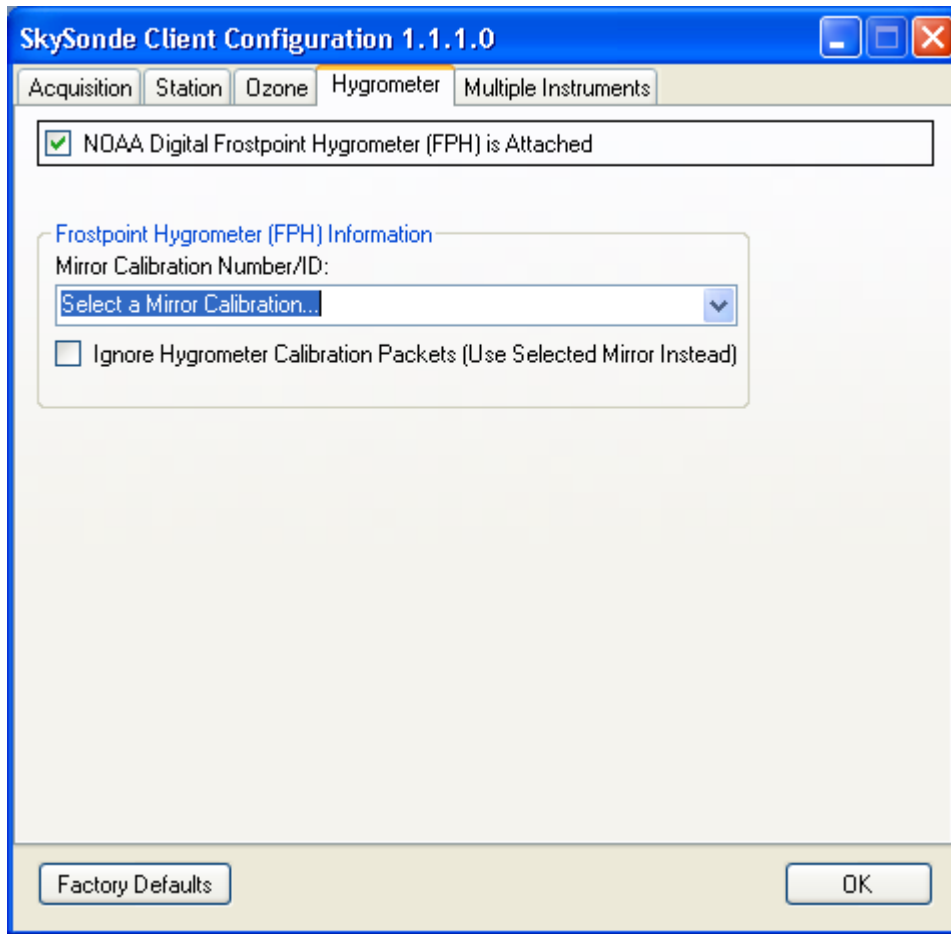 SkySonde Client Configuration 1.1.1.0
Acquisition Station Ozone Hygrometer Multiple Instruments
NOAA Digital Frostpoint Hygrometer (FPH) is Attached
Frostpoint Hygrometer (FPH) Information
Mirror Calibration Number/ID:
Select a Mirror Calibration...
Ignore Hygrometer Calibration Packets (Use Selected Mirror Instead)
Factory Defaults OK